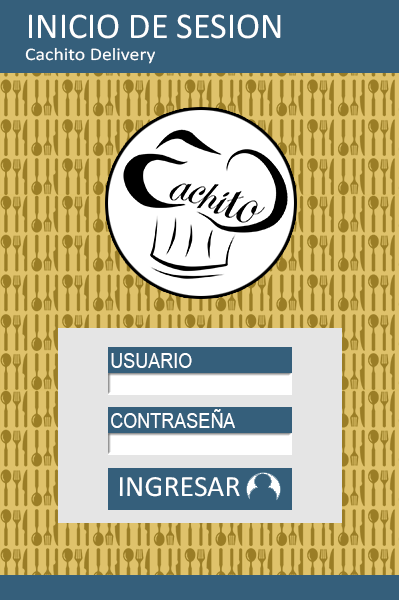 INICIO DE SESION
Cachito Delivery
Cachito
USUARIO
CONTRASEÑA
INGRESAR